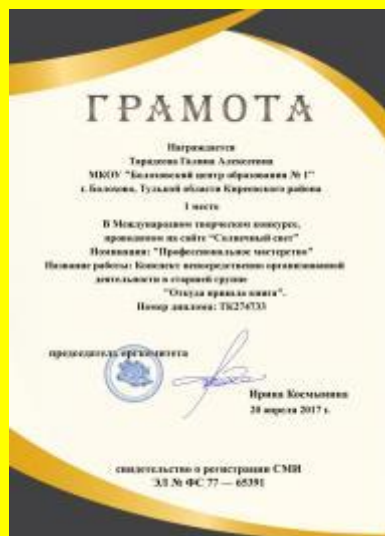 ГРАМОТА
Награждается
Галина Алексеевна
МКОУ "Болоховский центр образования № 1"
г. Болохово, Тульской области Киреевского района
1 место
В Международном творческом конкурсе,
проводимом на сайте "Солнечный свет"
Номинация: "Профессиональное мастерство"
Название работы: Конспект непосредственно организованной
деятельности в старшей группе
"Откуда пришла книга".
Номер диплома: ТК274733
председатель оргкомитета
Ирина Космынина
20 апреля 2017 г.
свидетельство о регистрации СМИ
ЭЛ № ФС 77 — 65391